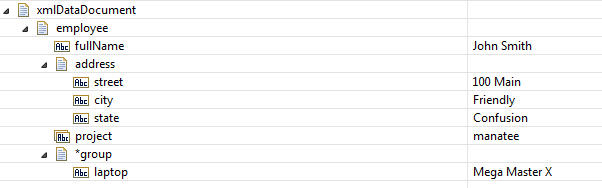 xmlDataDocument
employee
fullName John Smith
address
street 100 Main
city Friendly
state Confusion
project manatee
*group
laptop Mega Master X